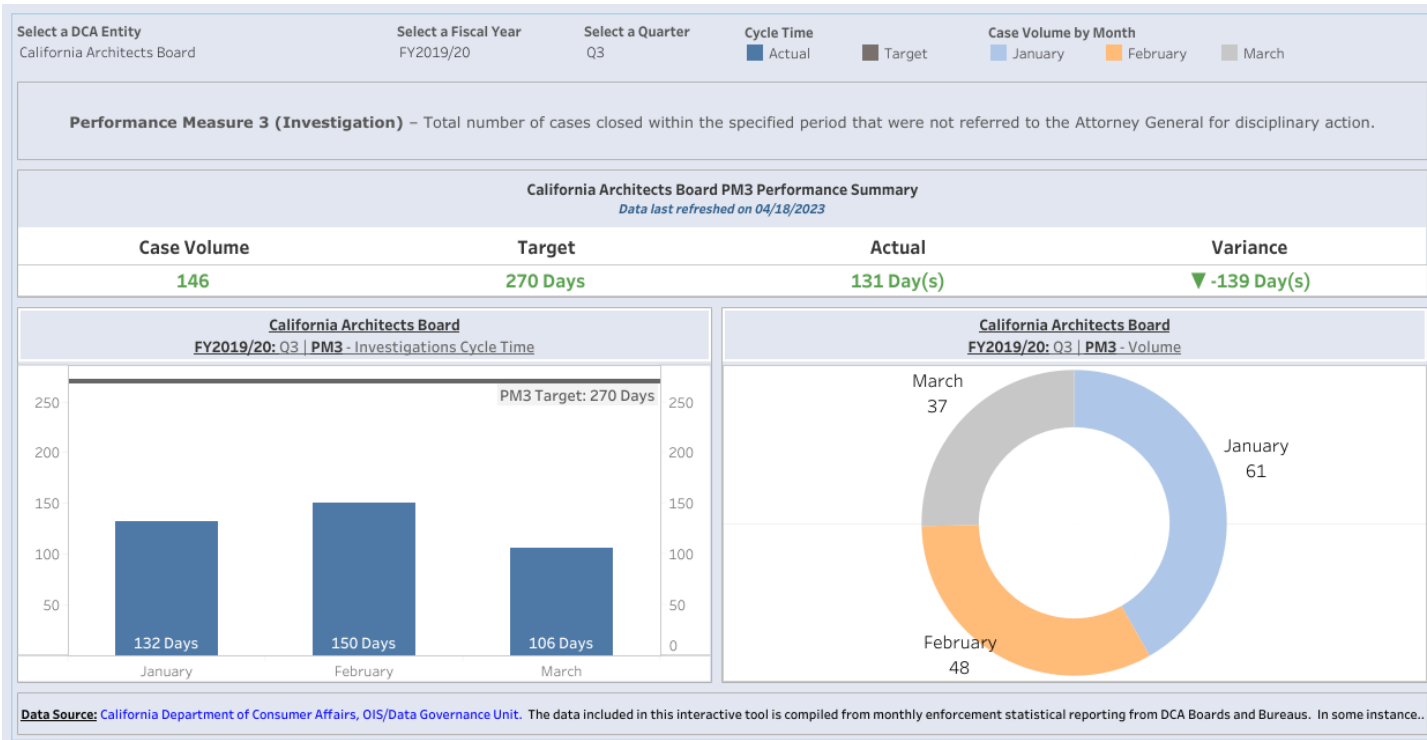 Select a DCA Entity
California Architects Board
Select a Fiscal Year
FY2019/20
Select a Quarter
Q3
Cycle Time
Actual
Target
Case Volume by Month
January
February
March
Performance Measure 3 (Investigation) – Total number of cases closed within the specified period that were not referred to the Attorney General for disciplinary action.
California Architects Board PM3 Performance Summary
Data last refreshed on 04/18/2023
Case Volume
Target
Actual
Variance
146
270 Days
131 Day(s)
▼ -139 Day(s)
California Architects Board
FY2019/20: Q3 | PM3 - Investigations Cycle Time
PM3 Target: 270 Days
250
200
150
100
50
250
200
150
100
50
0
132 Days
150 Days
106 Days
January
February
March
California Architects Board
FY2019/20: Q3 | PM3 - Volume
March
37
January
61
February
48
Data Source: California Department of Consumer Affairs, OIS/Data Governance Unit. The data included in this interactive tool is compiled from monthly enforcement statistical reporting from DCA Boards and Bureaus. In some instance..